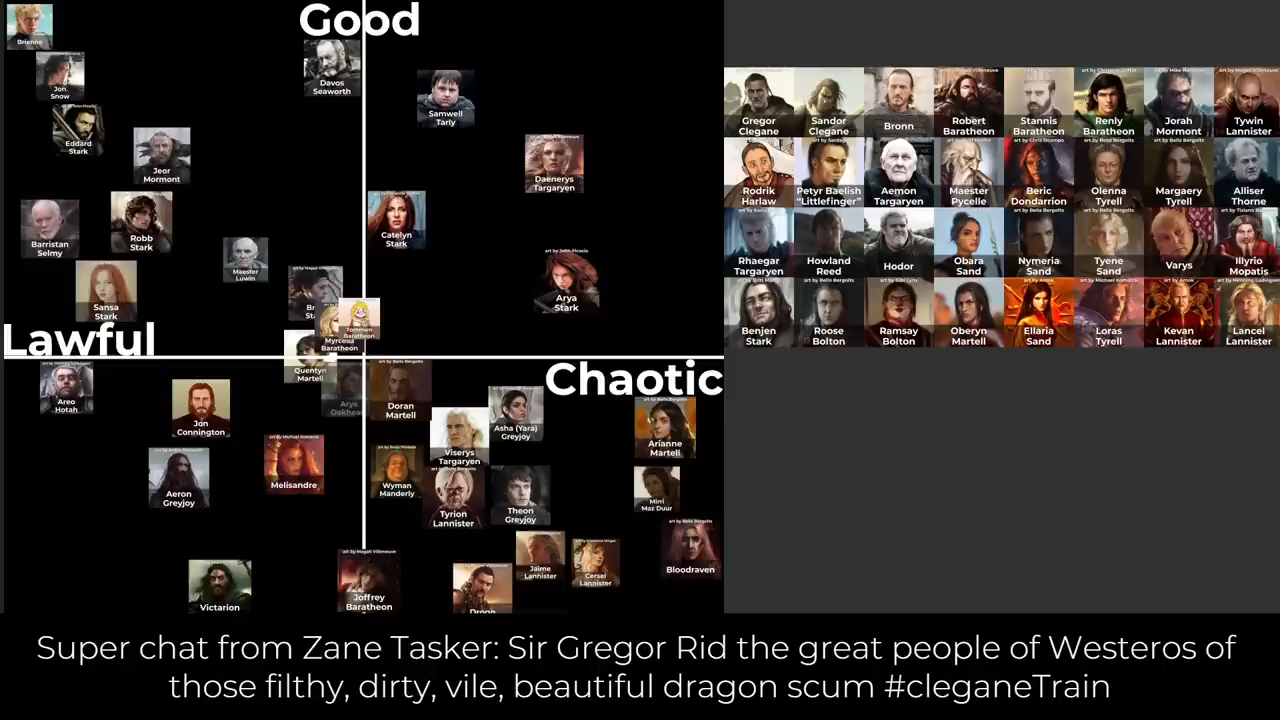 Good
Brienne
Davos
Seaworth
Jon
Snow
Samwell
Tarly
Eddard
Stark
Jeor
Mormont
Daenerys
Targaryen
Barristan
Selmy
Robb
Stark
Catelyn
Stark
Maester
Luwin
Sansa
Stark
Arya
Stark
Tommen
Baratheon
Myrcella
Baratheon
Lawful
Quentyn
Martell
Chaotic
Areo
Hotah
Arys
Doran
Martell
Jon
Connington
Asha (Yara)
Greyjoy
Arianne
Martell
Viserys
Targaryen
Aeron
Greyjoy
Melisandre
Wyman
Manderly
Tyrion
Lannister
Theon
Greyjoy
Mirri
Maz Duur
Bloodraven
Jaime
Lannister
Cersei
Lannister
Victarion
Joffrey
Baratheon
Drogo
Gregor
Clegane
Sandor
Clegane
Bronn
Robert
Baratheon
Stannis
Baratheon
Renly
Baratheon
Jorah
Mormont
Tywin
Lannister
Rodrik
Harlaw
Petyr Baelish
“Littlefinger”
Aemon
Targaryen
Maester
Pycelle
Beric
Dondarrion
Olenna
Tyrell
Margaery
Tyrell
Alliser
Thorne
Rhaegar
Targaryen
Howland
Reed
Hodor
Obara
Sand
Nymeria
Sand
Tyene
Sand
Varys
Illyrio
Mopatis
Benjen
Stark
Roose
Bolton
Ramsay
Bolton
Oberyn
Martell
Ellaria
Sand
Loras
Tyrell
Kevan
Lannister
Lancel
Lannister
Super chat from Zane Tasker: Sir Gregor Rid the great people of Westeros of
those filthy, dirty, vile, beautiful dragon scum #cleganeTrain